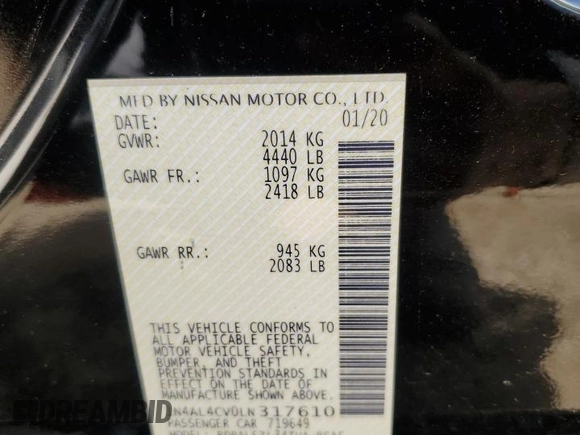 MFD BY NISSAN MOTOR CO., LTD.
DATE: 01/20
GVWR: 2014 KG
4440 LB
GAWR FR.: 1097 KG
2418 LB
GAWR RR.: 945 KG
2083 LB
THIS VEHICLE CONFORMS TO
ALL APPLICABLE FEDERAL
MOTOR VEHICLE SAFETY,
BUMPER, AND THEFT
PREVENTION STANDARDS IN
EFFECT ON THE DATE OF
MANUFACTURE SHOWN ABOVE.
N4AL4CV0LN317610
PASSENGER CAR 719649
DREAMBID